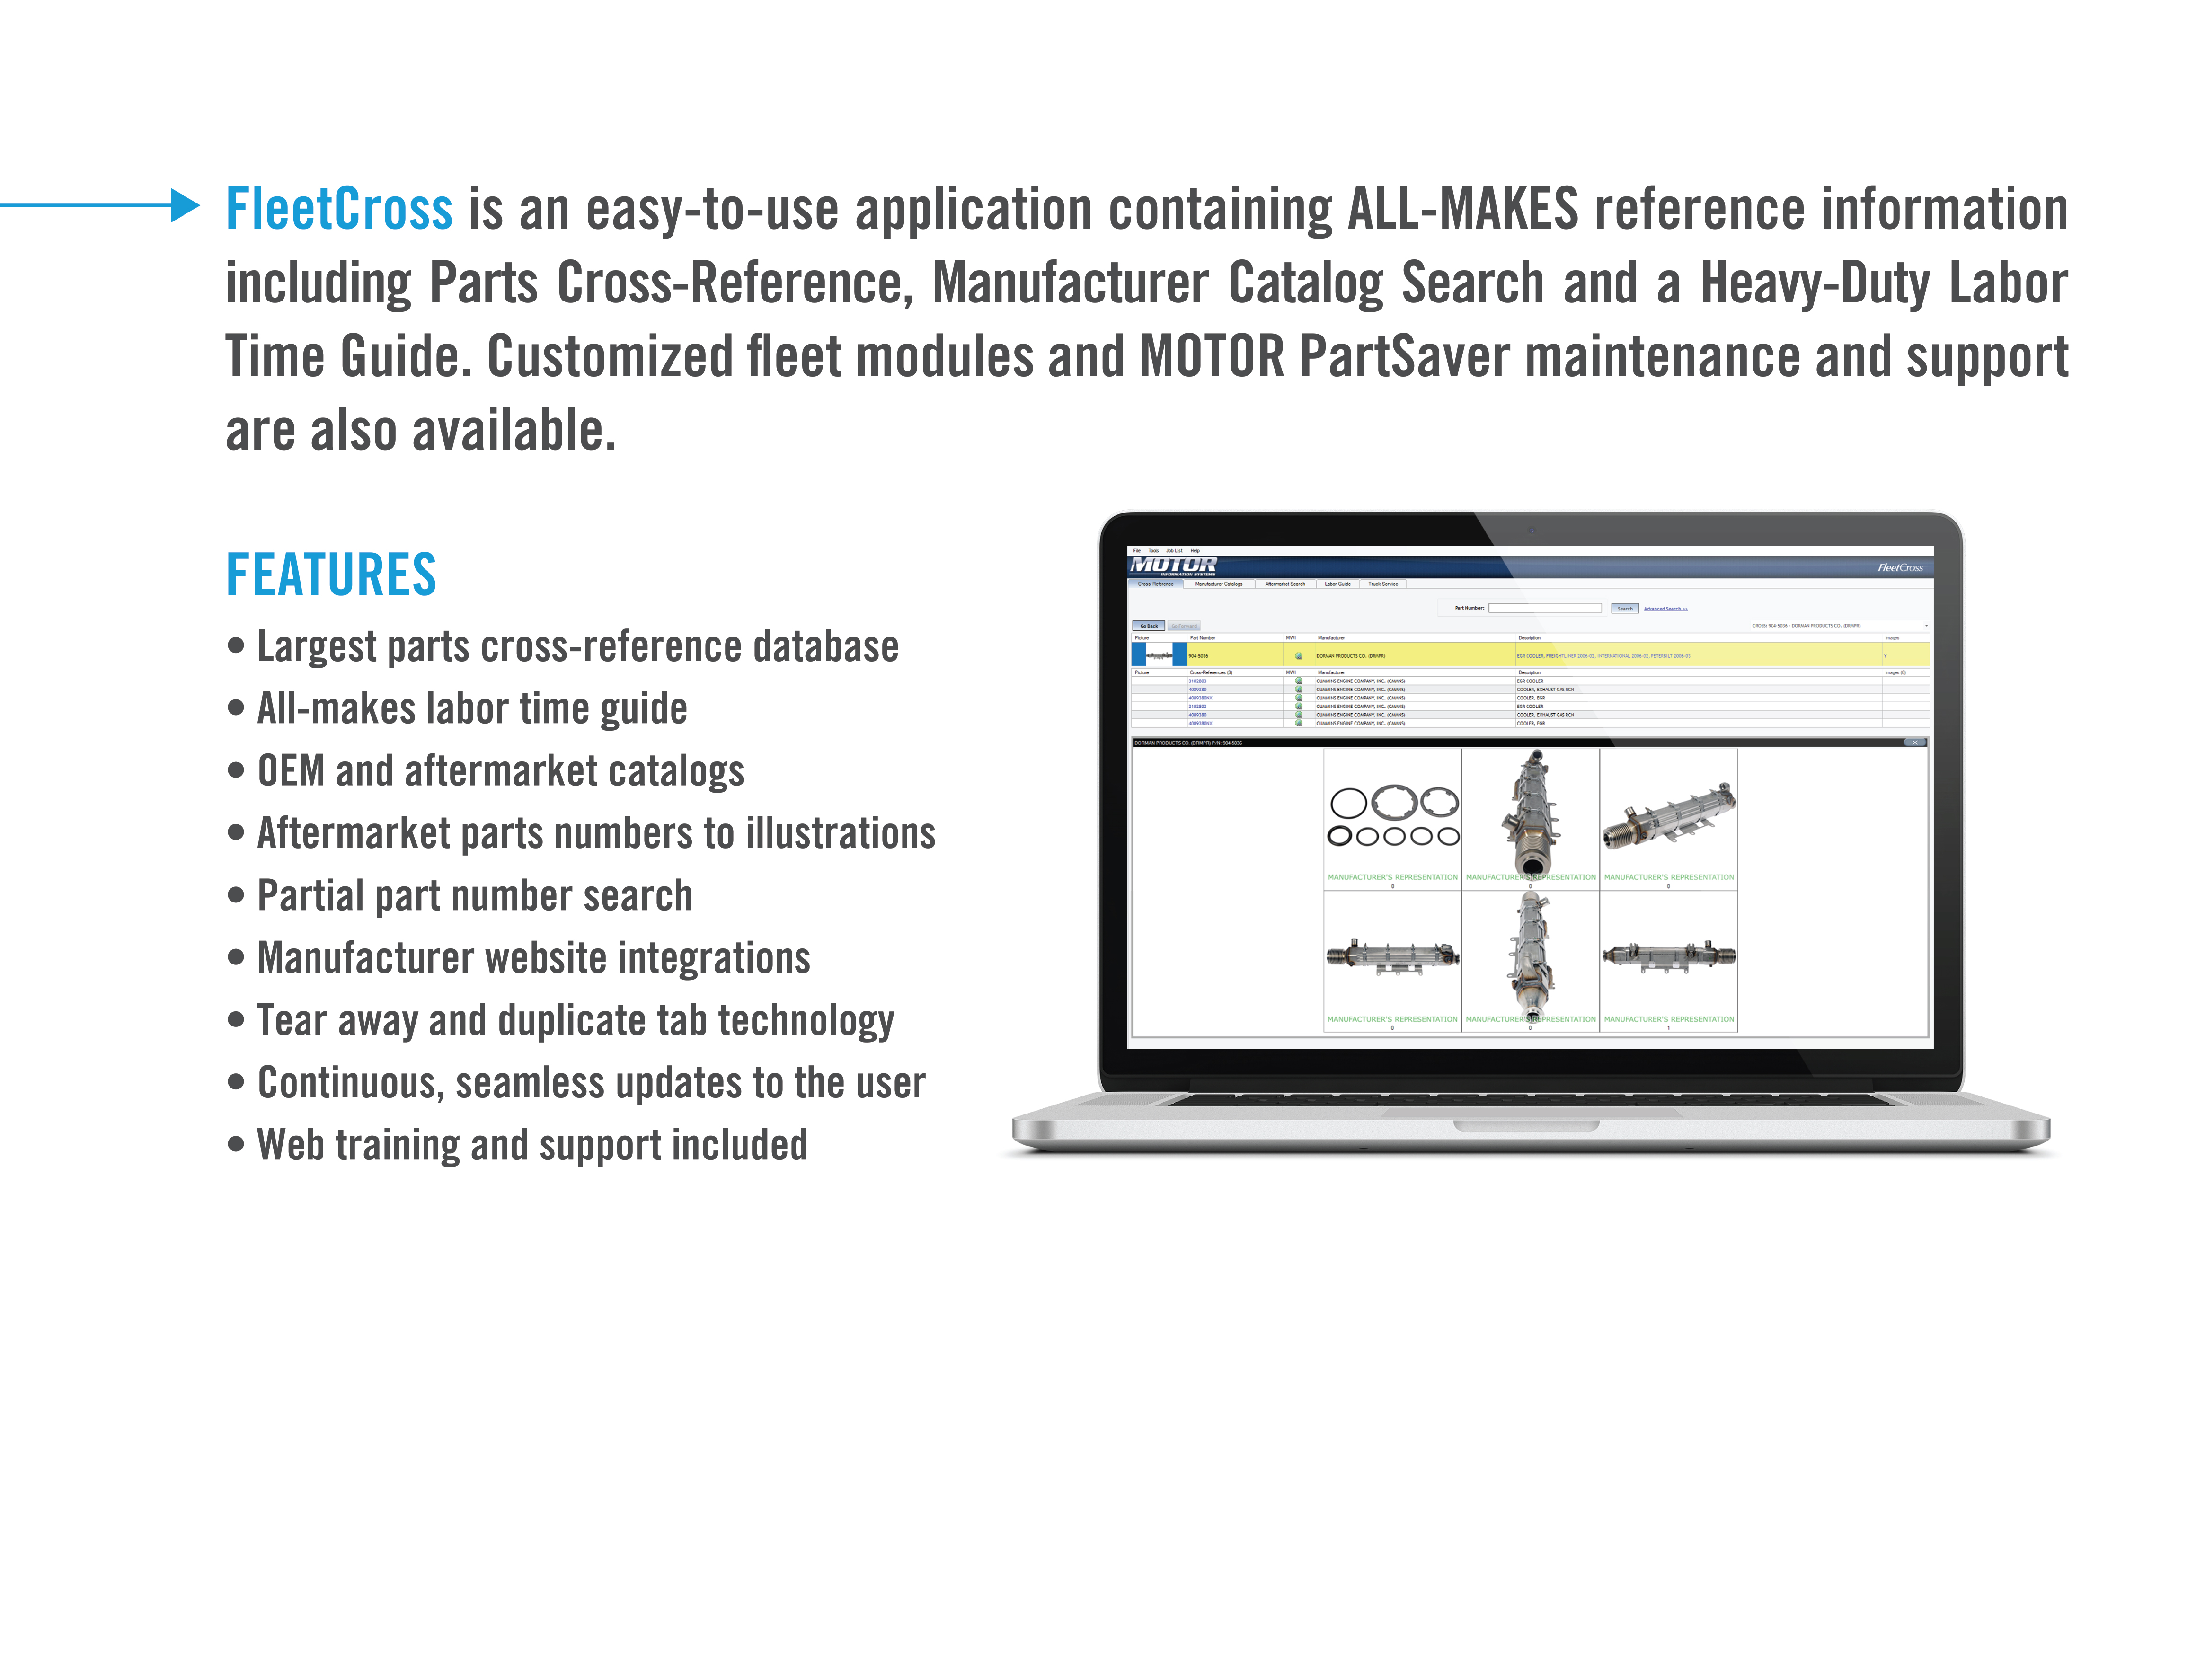 FleetCross is an easy-to-use application containing ALL-MAKES reference information
including Parts Cross-Reference, Manufacturer Catalog Search and a Heavy-Duty Labor
Time Guide. Customized fleet modules and MOTOR PartSaver maintenance and support
are also available.
FEATURES
• Largest parts cross-reference database
• All-makes labor time guide
• OEM and aftermarket catalogs
• Aftermarket parts numbers to illustrations
• Partial part number search
• Manufacturer website integrations
• Tear away and duplicate tab technology
• Continuous, seamless updates to the user
• Web training and support included
File Tools Job List Help
MOTOR
INFORMATION SYSTEMS
FleetCross
Cross-Reference Manufacturer Catalogs Aftermarket Search Labor Guide Truck Service
Part Number: Search Advanced Search <<
Go Back Go Forward CROSS: 904-5036 - DORMAN PRODUCTS CO. (DRMFR)
Picture Part Number MWI Manufacturer Description Images
904-5036 DORMAN PRODUCTS CO. (DRMFR) EGR COOLER, FREIGHTLINER 2006-02, INTERNATIONAL 2006-02, PETERBILT 2006-03 Y
Picture Cross-References (3) MWI Manufacturer Description Images (0)
3102803 CUMMINS ENGINE COMPANY, INC. (CMMNS) EGR COOLER
4089380 CUMMINS ENGINE COMPANY, INC. (CMMNS) COOLER, EXHAUST GAS RCN
4089380NX CUMMINS ENGINE COMPANY, INC. (CMMNS) COOLER, EGR
3102803 CUMMINS ENGINE COMPANY, INC. (CMMNS) EGR COOLER
4089380 CUMMINS ENGINE COMPANY, INC. (CMMNS) COOLER, EXHAUST GAS RCN
4089380NX CUMMINS ENGINE COMPANY, INC. (CMMNS) COOLER, EGR
DORMAN PRODUCTS CO. (DRMFR) P/N: 904-5036
MANUFACTURER'S REPRESENTATION MANUFACTURER'S REPRESENTATION MANUFACTURER'S REPRESENTATION
0 0 0
MANUFACTURER'S REPRESENTATION MANUFACTURER'S REPRESENTATION MANUFACTURER'S REPRESENTATION
0 0 1